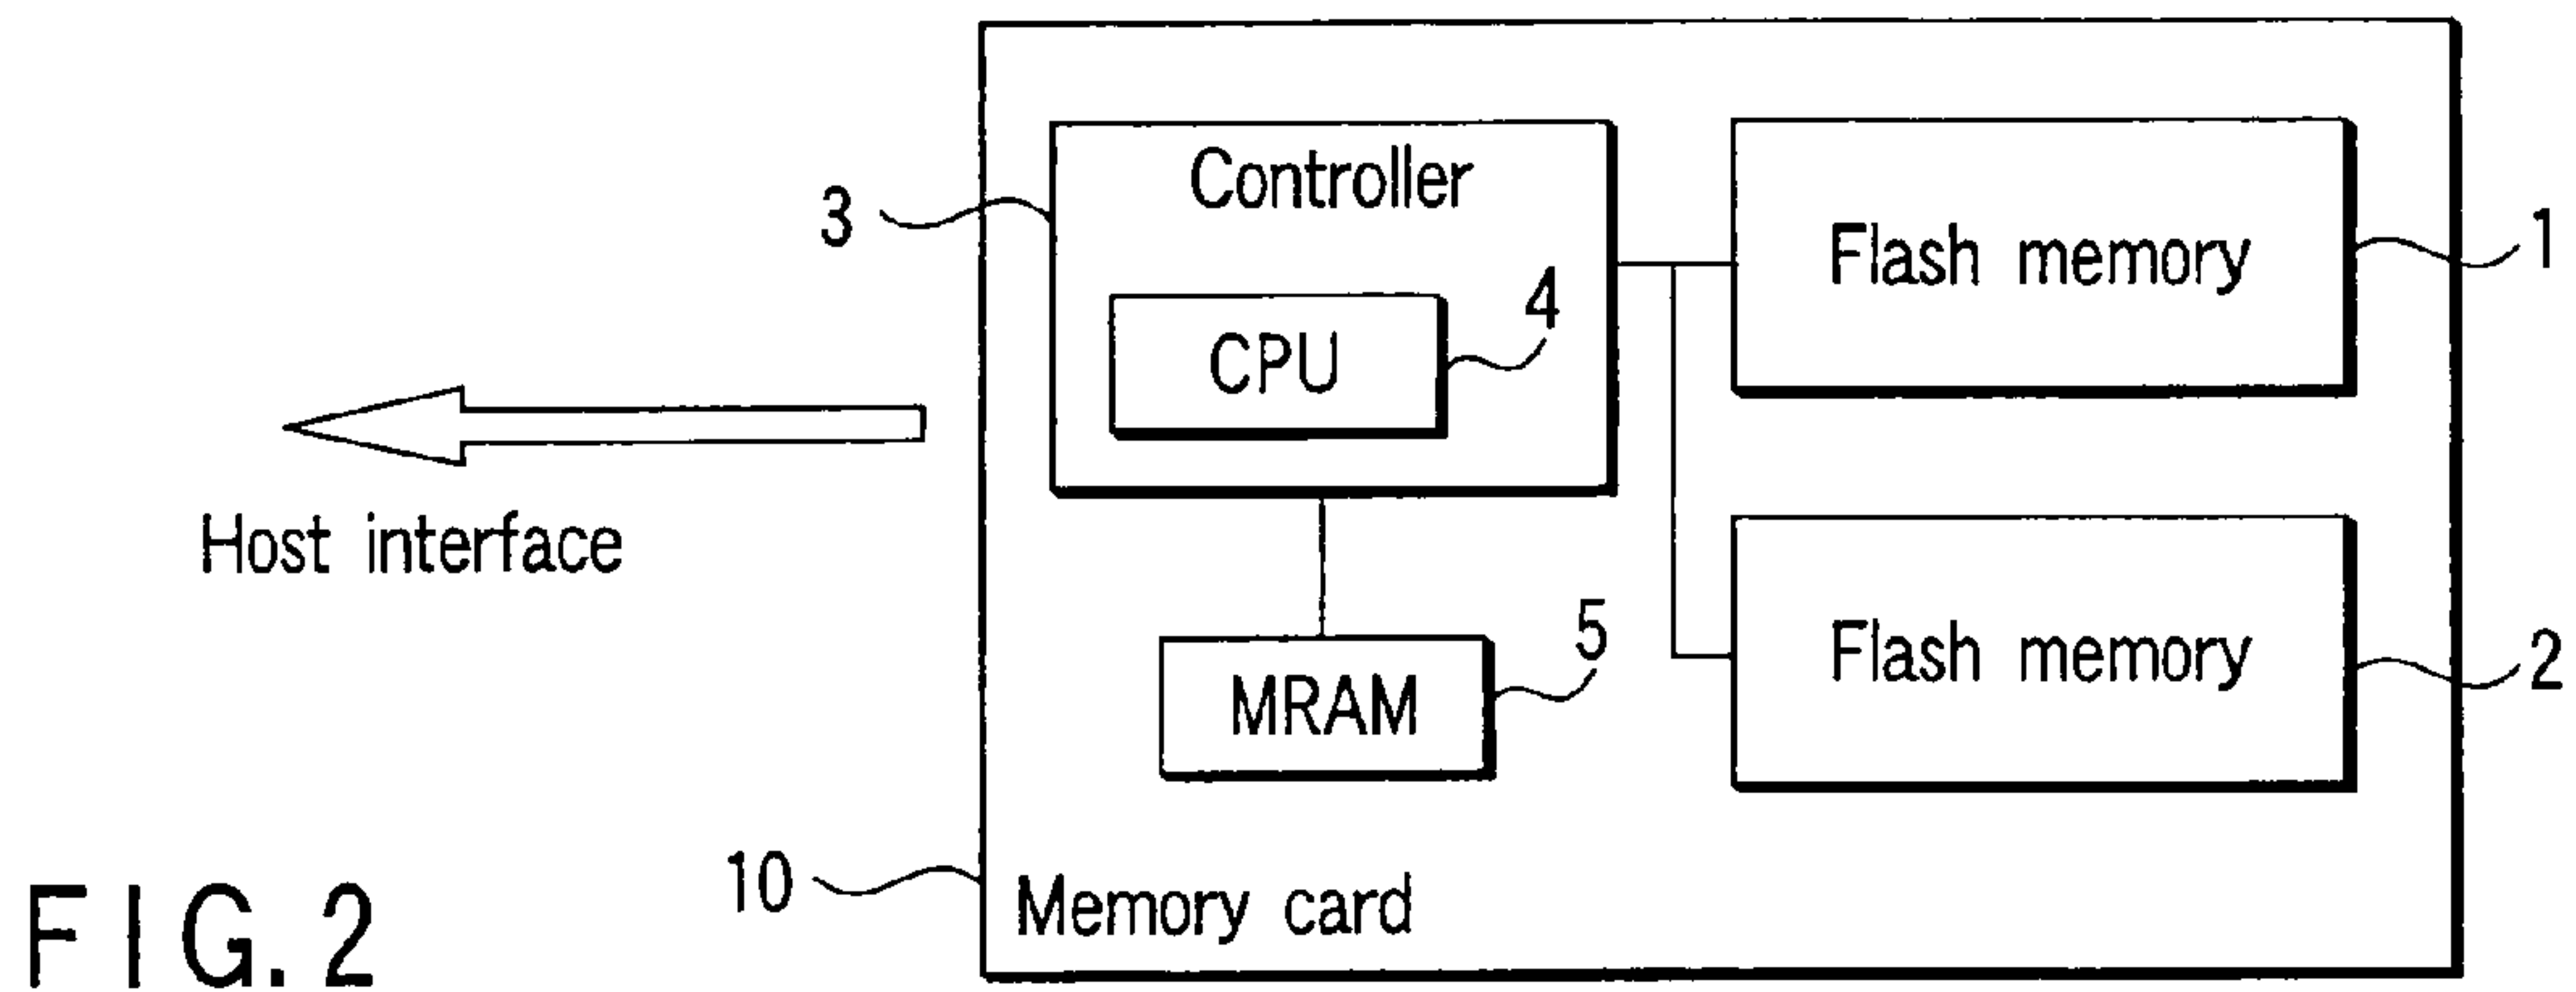 Controller
3
Flash memory
1
4
CPU
Host interface
5
MRAM
Flash memory
2
10
Memory card
FIG. 2